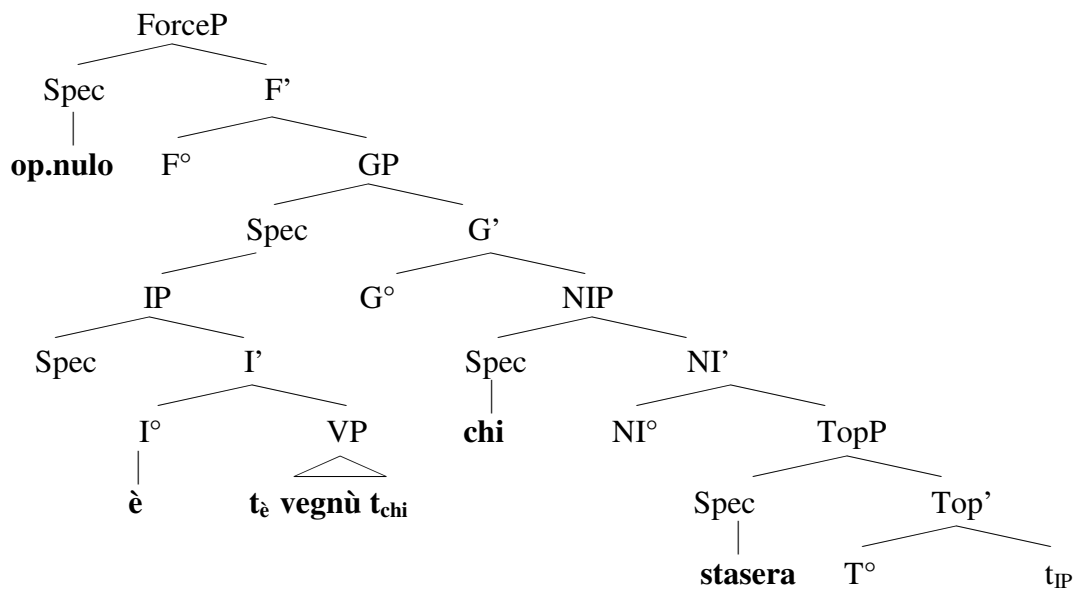 ForceP
Spec F’
op.nulo F° GP
Spec G’
IP G° NIP
Spec I’ Spec NI’
I° VP chi NI° TopP
è tè vegnù tchi Spec Top’
stasera T° tIP